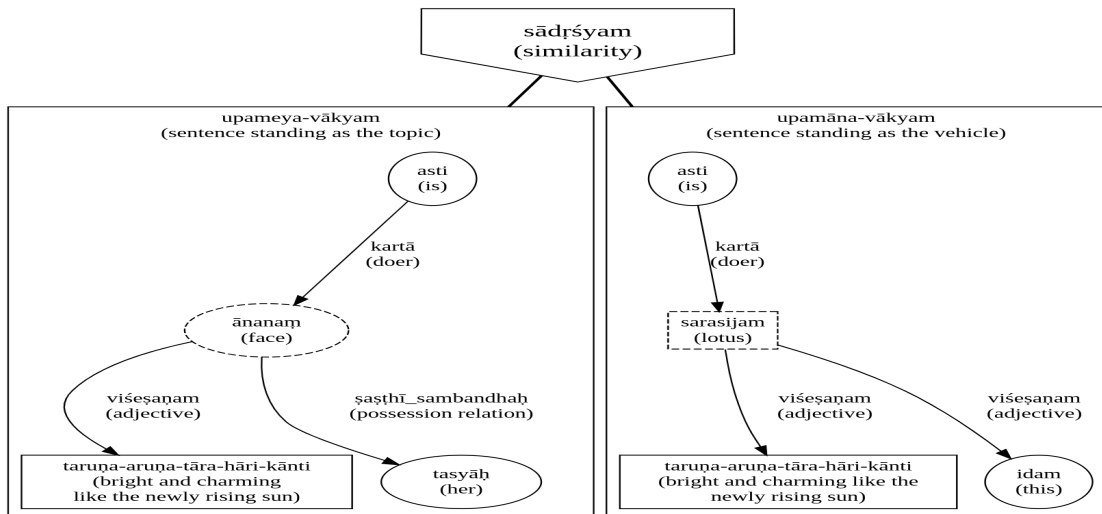 sādṛśyam
(similarity)
upameya-vākyam
(sentence standing as the topic)
asti
(is)
kartā
(doer)
ānanaṃ
(face)
viśeṣaṇam
(adjective)
ṣaṣṭhī_sambandhaḥ
(possession relation)
taruṇa-aruṇa-tāra-hāri-kānti
(bright and charming
like the newly rising sun)
tasyāḥ
(her)
upamāna-vākyam
(sentence standing as the vehicle)
asti
(is)
kartā
(doer)
sarasijam
(lotus)
viśeṣaṇam
(adjective)
viśeṣaṇam
(adjective)
taruṇa-aruṇa-tāra-hāri-kānti
(bright and charming like the
newly rising sun)
idam
(this)